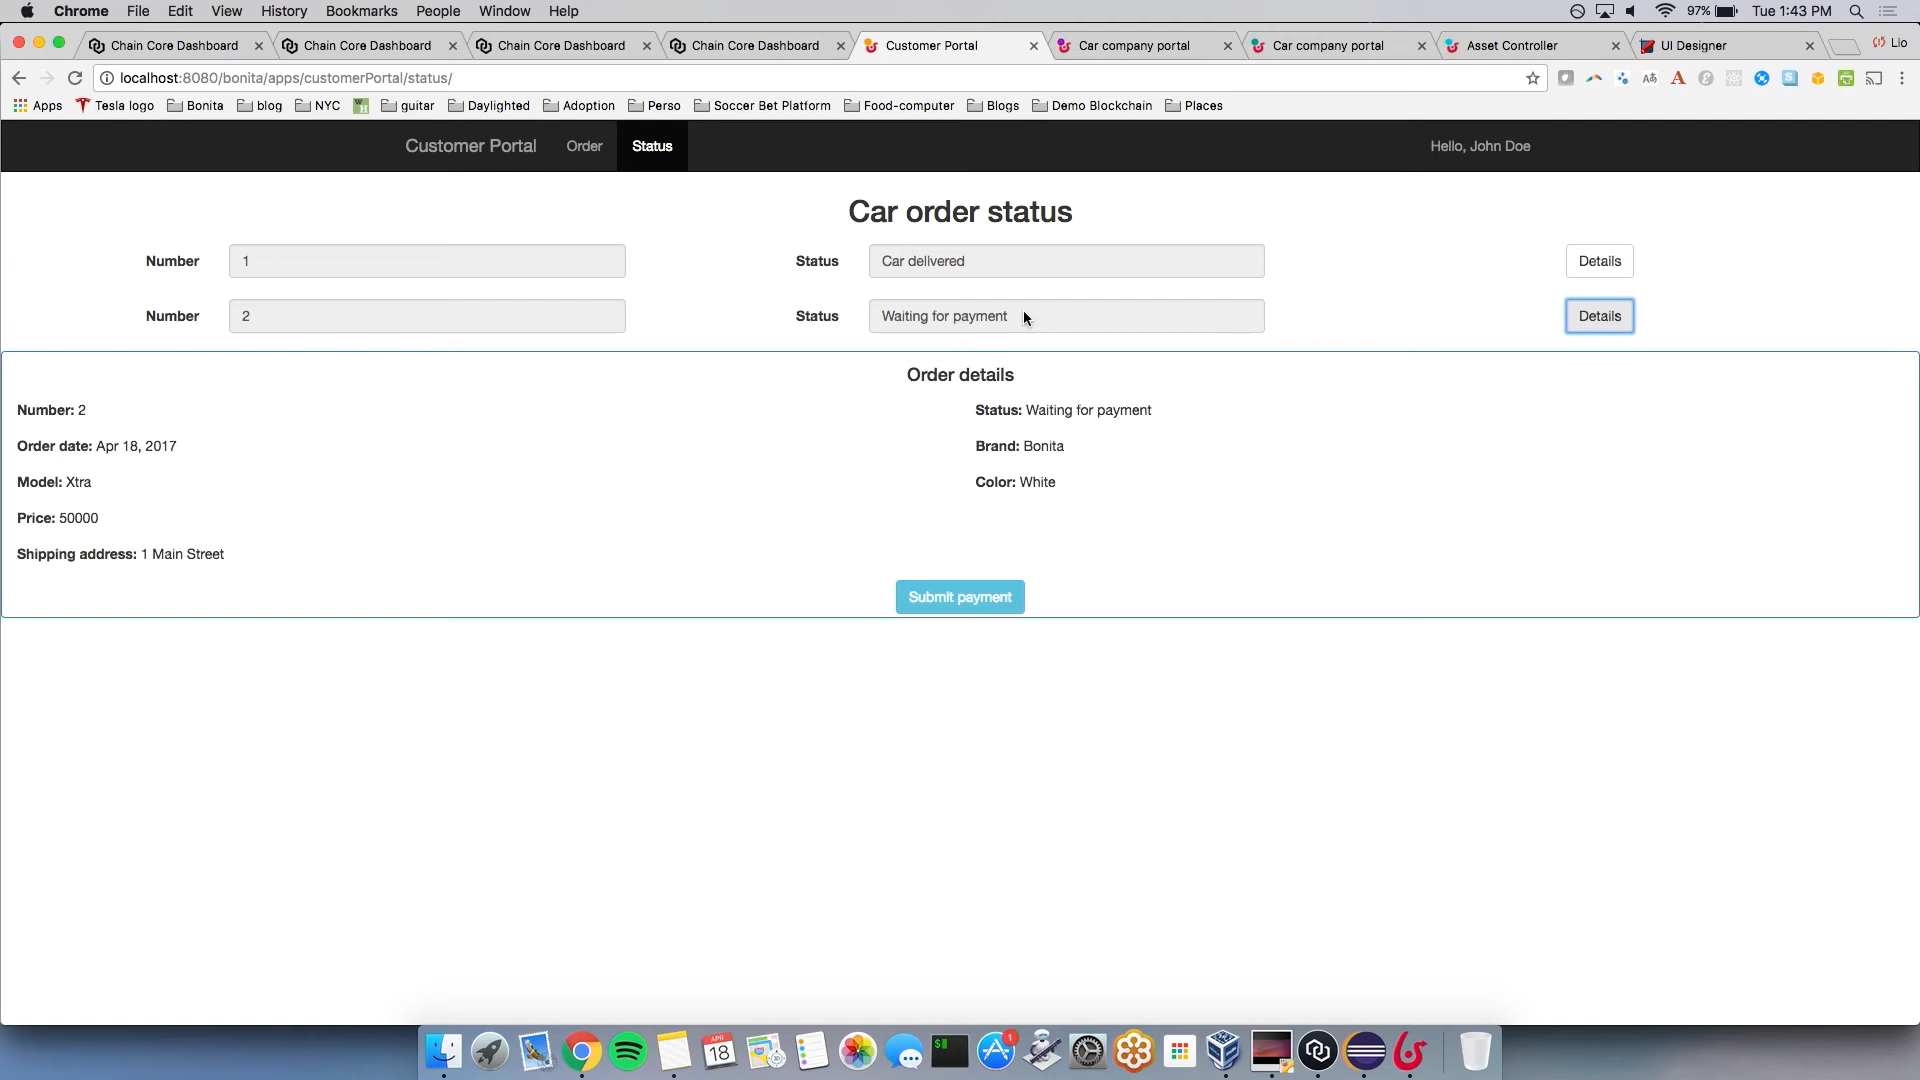 Chrome File Edit View History Bookmarks People Window Help 97% Tue 1:43 PM
Chain Core Dashboard Chain Core Dashboard Chain Core Dashboard Chain Core Dashboard Customer Portal Car company portal Car company portal Asset Controller UI Designer Lio
localhost:8080/bonita/apps/customerPortal/status/
Apps Tesla logo Bonita blog NYC guitar Daylighted Adoption Perso Soccer Bet Platform Food-computer Blogs Demo Blockchain Places
Customer Portal Order Status Hello, John Doe
Car order status
Number 1 Status Car delivered Details
Number 2 Status Waiting for payment Details
Order details
Number: 2 Status: Waiting for payment
Order date: Apr 18, 2017 Brand: Bonita
Model: Xtra Color: White
Price: 50000
Shipping address: 1 Main Street
Submit payment
APR
18
1